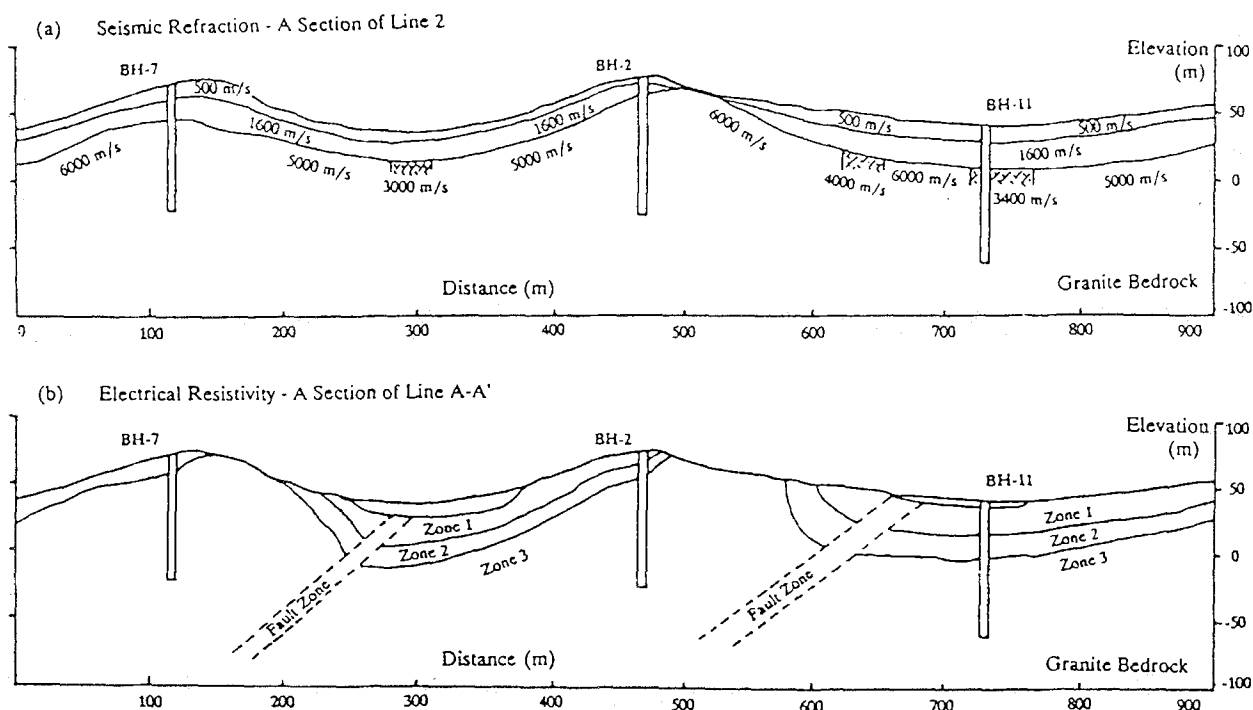 (a) Seismic Refraction - A Section of Line 2
Elevation
(m)
100
50
0
-50
-100
BH-7
BH-2
BH-11
500 m/s
1600 m/s
6000 m/s
5000 m/s
3000 m/s
1600 m/s
5000 m/s
6000 m/s
500 m/s
4000 m/s
6000 m/s
500 m/s
1600 m/s
3400 m/s
5000 m/s
Distance (m)
Granite Bedrock
0 100 200 300 400 500 600 700 800 900
(b) Electrical Resistivity - A Section of Line A-A'
Elevation
(m)
100
50
0
-50
-100
BH-7
BH-2
BH-11
Zone 1
Zone 2
Zone 3
Fault Zone
Zone 1
Zone 2
Zone 3
Fault Zone
Distance (m)
Granite Bedrock
100 200 300 400 500 600 700 800 900